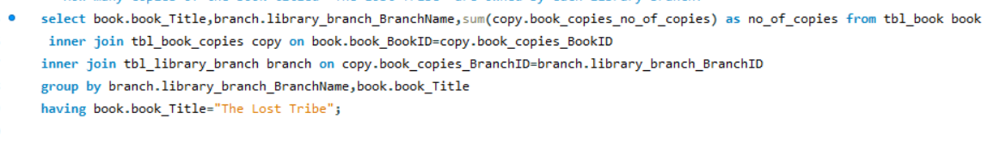 select book.book_Title,branch.library_branch_BranchName,sum(copy.book_copies_no_of_copies) as no_of_copies from tbl_book book
inner join tbl_book_copies copy on book.book_BookID=copy.book_copies_BookID
inner join tbl_library_branch branch on copy.book_copies_BranchID=branch.library_branch_BranchID
group by branch.library_branch_BranchName,book.book_Title
having book.book_Title="The Lost Tribe";